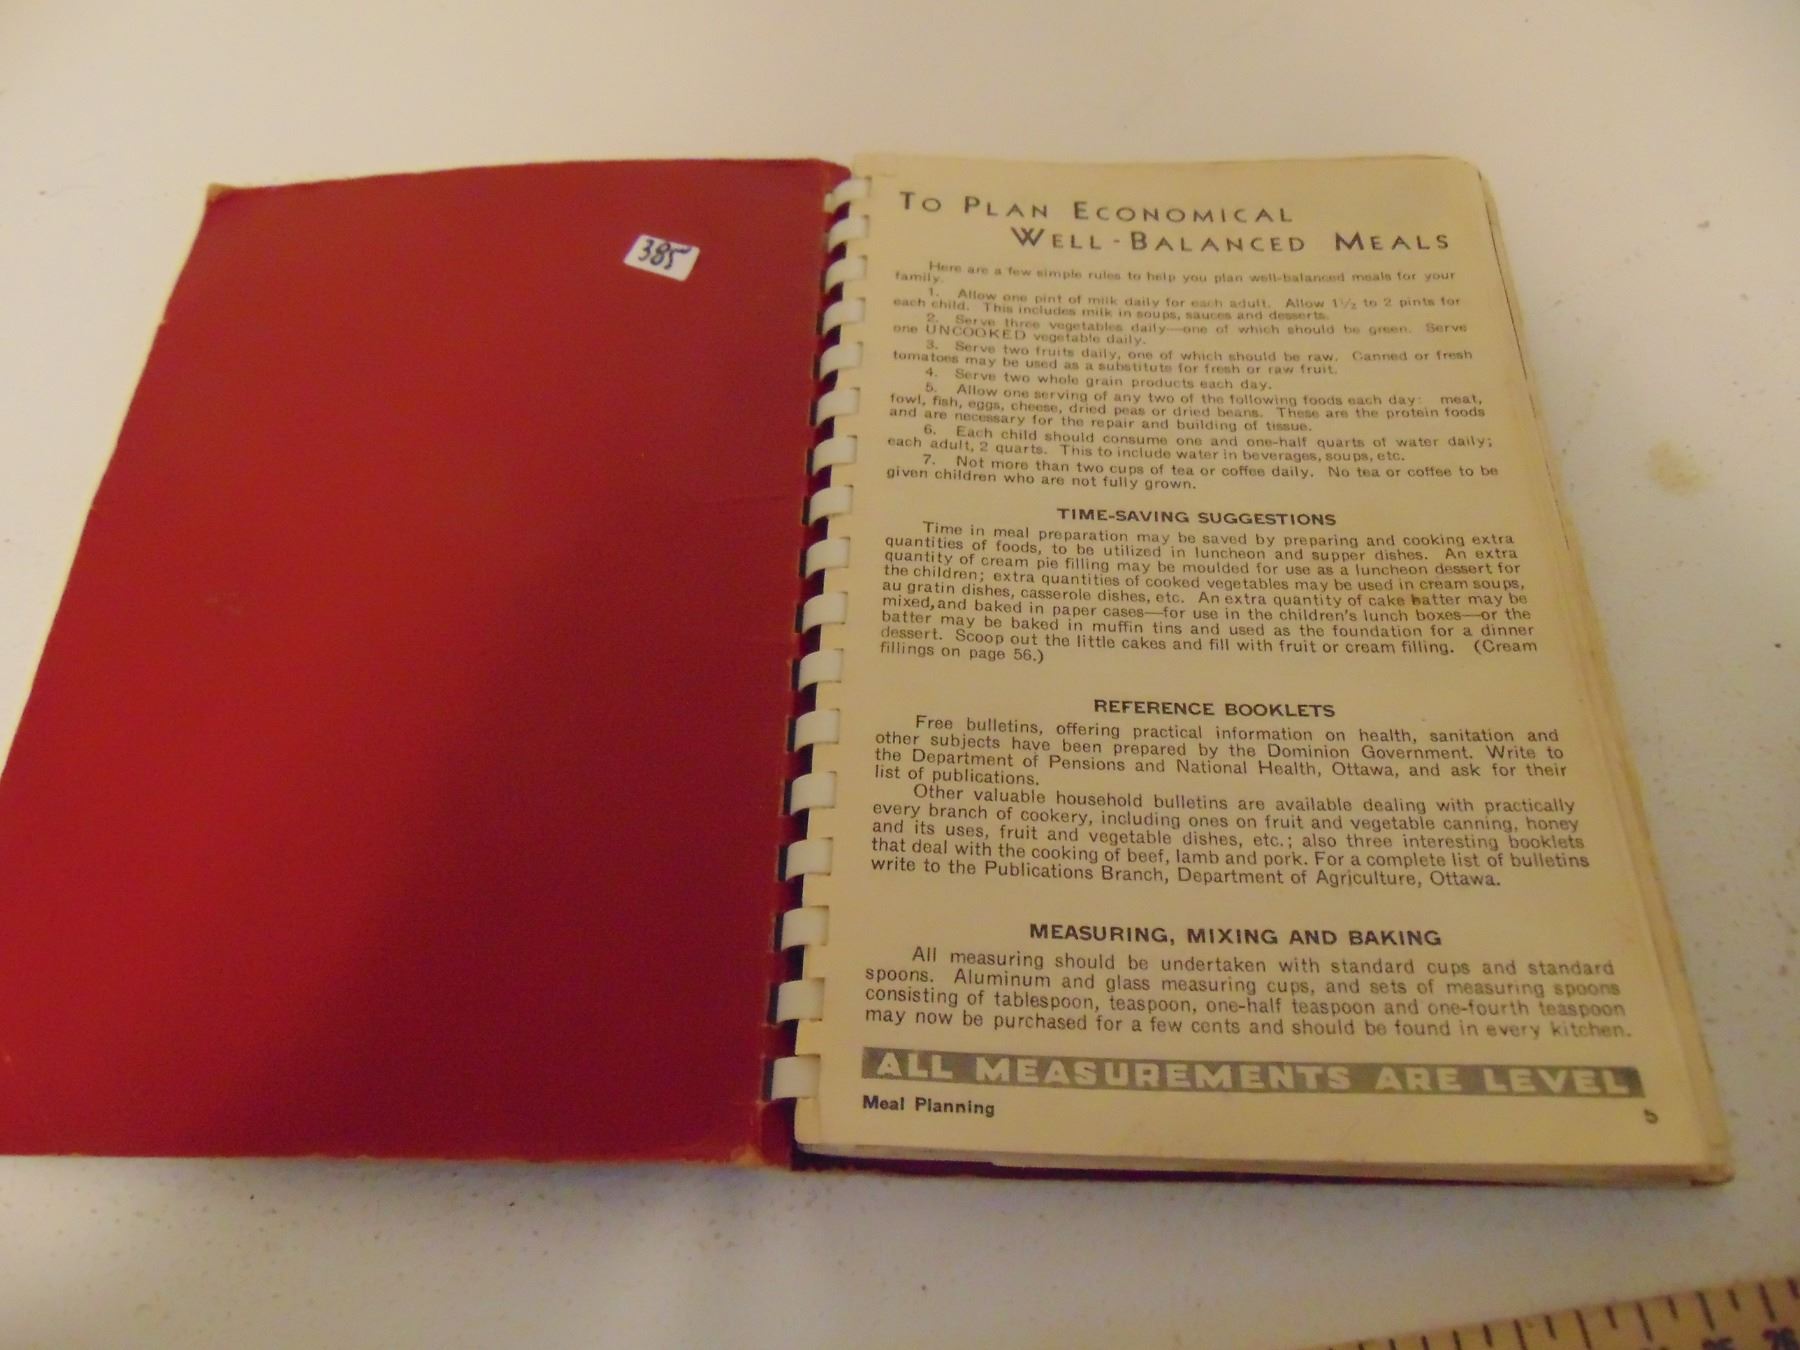 385
TO PLAN ECONOMICAL
WELL-BALANCED MEALS
Here are a few simple rules to help you plan well-balanced meals for your
family.
1. Allow one pint of milk daily for each adult. Allow 1½ to 2 pints for
each child. This includes milk in soups, sauces and desserts.
2. Serve three vegetables daily—one of which should be green. Serve
one UNCOOKED vegetable daily.
3. Serve two fruits daily, one of which should be raw. Canned or fresh
tomatoes may be used as a substitute for fresh or raw fruit.
4. Serve two whole grain products each day.
5. Allow one serving of any two of the following foods each day: meat,
fowl, fish, eggs, cheese, dried peas or dried beans. These are the protein foods
and are necessary for the repair and building of tissue.
6. Each child should consume one and one-half quarts of water daily;
each adult, 2 quarts. This to include water in beverages, soups, etc.
7. Not more than two cups of tea or coffee daily. No tea or coffee to be
given children who are not fully grown.
TIME-SAVING SUGGESTIONS
Time in meal preparation may be saved by preparing and cooking extra
quantities of foods, to be utilized in luncheon and supper dishes. An extra
quantity of cream pie filling may be moulded for use as a luncheon dessert for
the children; extra quantities of cooked vegetables may be used in cream soups,
au gratin dishes, casserole dishes, etc. An extra quantity of cake batter may be
mixed, and baked in paper cases—for use in the children's lunch boxes—or the
batter may be baked in muffin tins and used as the foundation for a dinner
dessert. Scoop out the little cakes and fill with fruit or cream filling. (Cream
fillings on page 56.)
REFERENCE BOOKLETS
Free bulletins, offering practical information on health, sanitation and
other subjects have been prepared by the Dominion Government. Write to
the Department of Pensions and National Health, Ottawa, and ask for their
list of publications.
Other valuable household bulletins are available dealing with practically
every branch of cookery, including ones on fruit and vegetable canning, honey
and its uses, fruit and vegetable dishes, etc.; also three interesting booklets
that deal with the cooking of beef, lamb and pork. For a complete list of bulletins
write to the Publications Branch, Department of Agriculture, Ottawa.
MEASURING, MIXING AND BAKING
All measuring should be undertaken with standard cups and standard
spoons. Aluminum and glass measuring cups, and sets of measuring spoons
consisting of tablespoon, teaspoon, one-half teaspoon and one-fourth teaspoon
may now be purchased for a few cents and should be found in every kitchen.
ALL MEASUREMENTS ARE LEVEL
Meal Planning
5